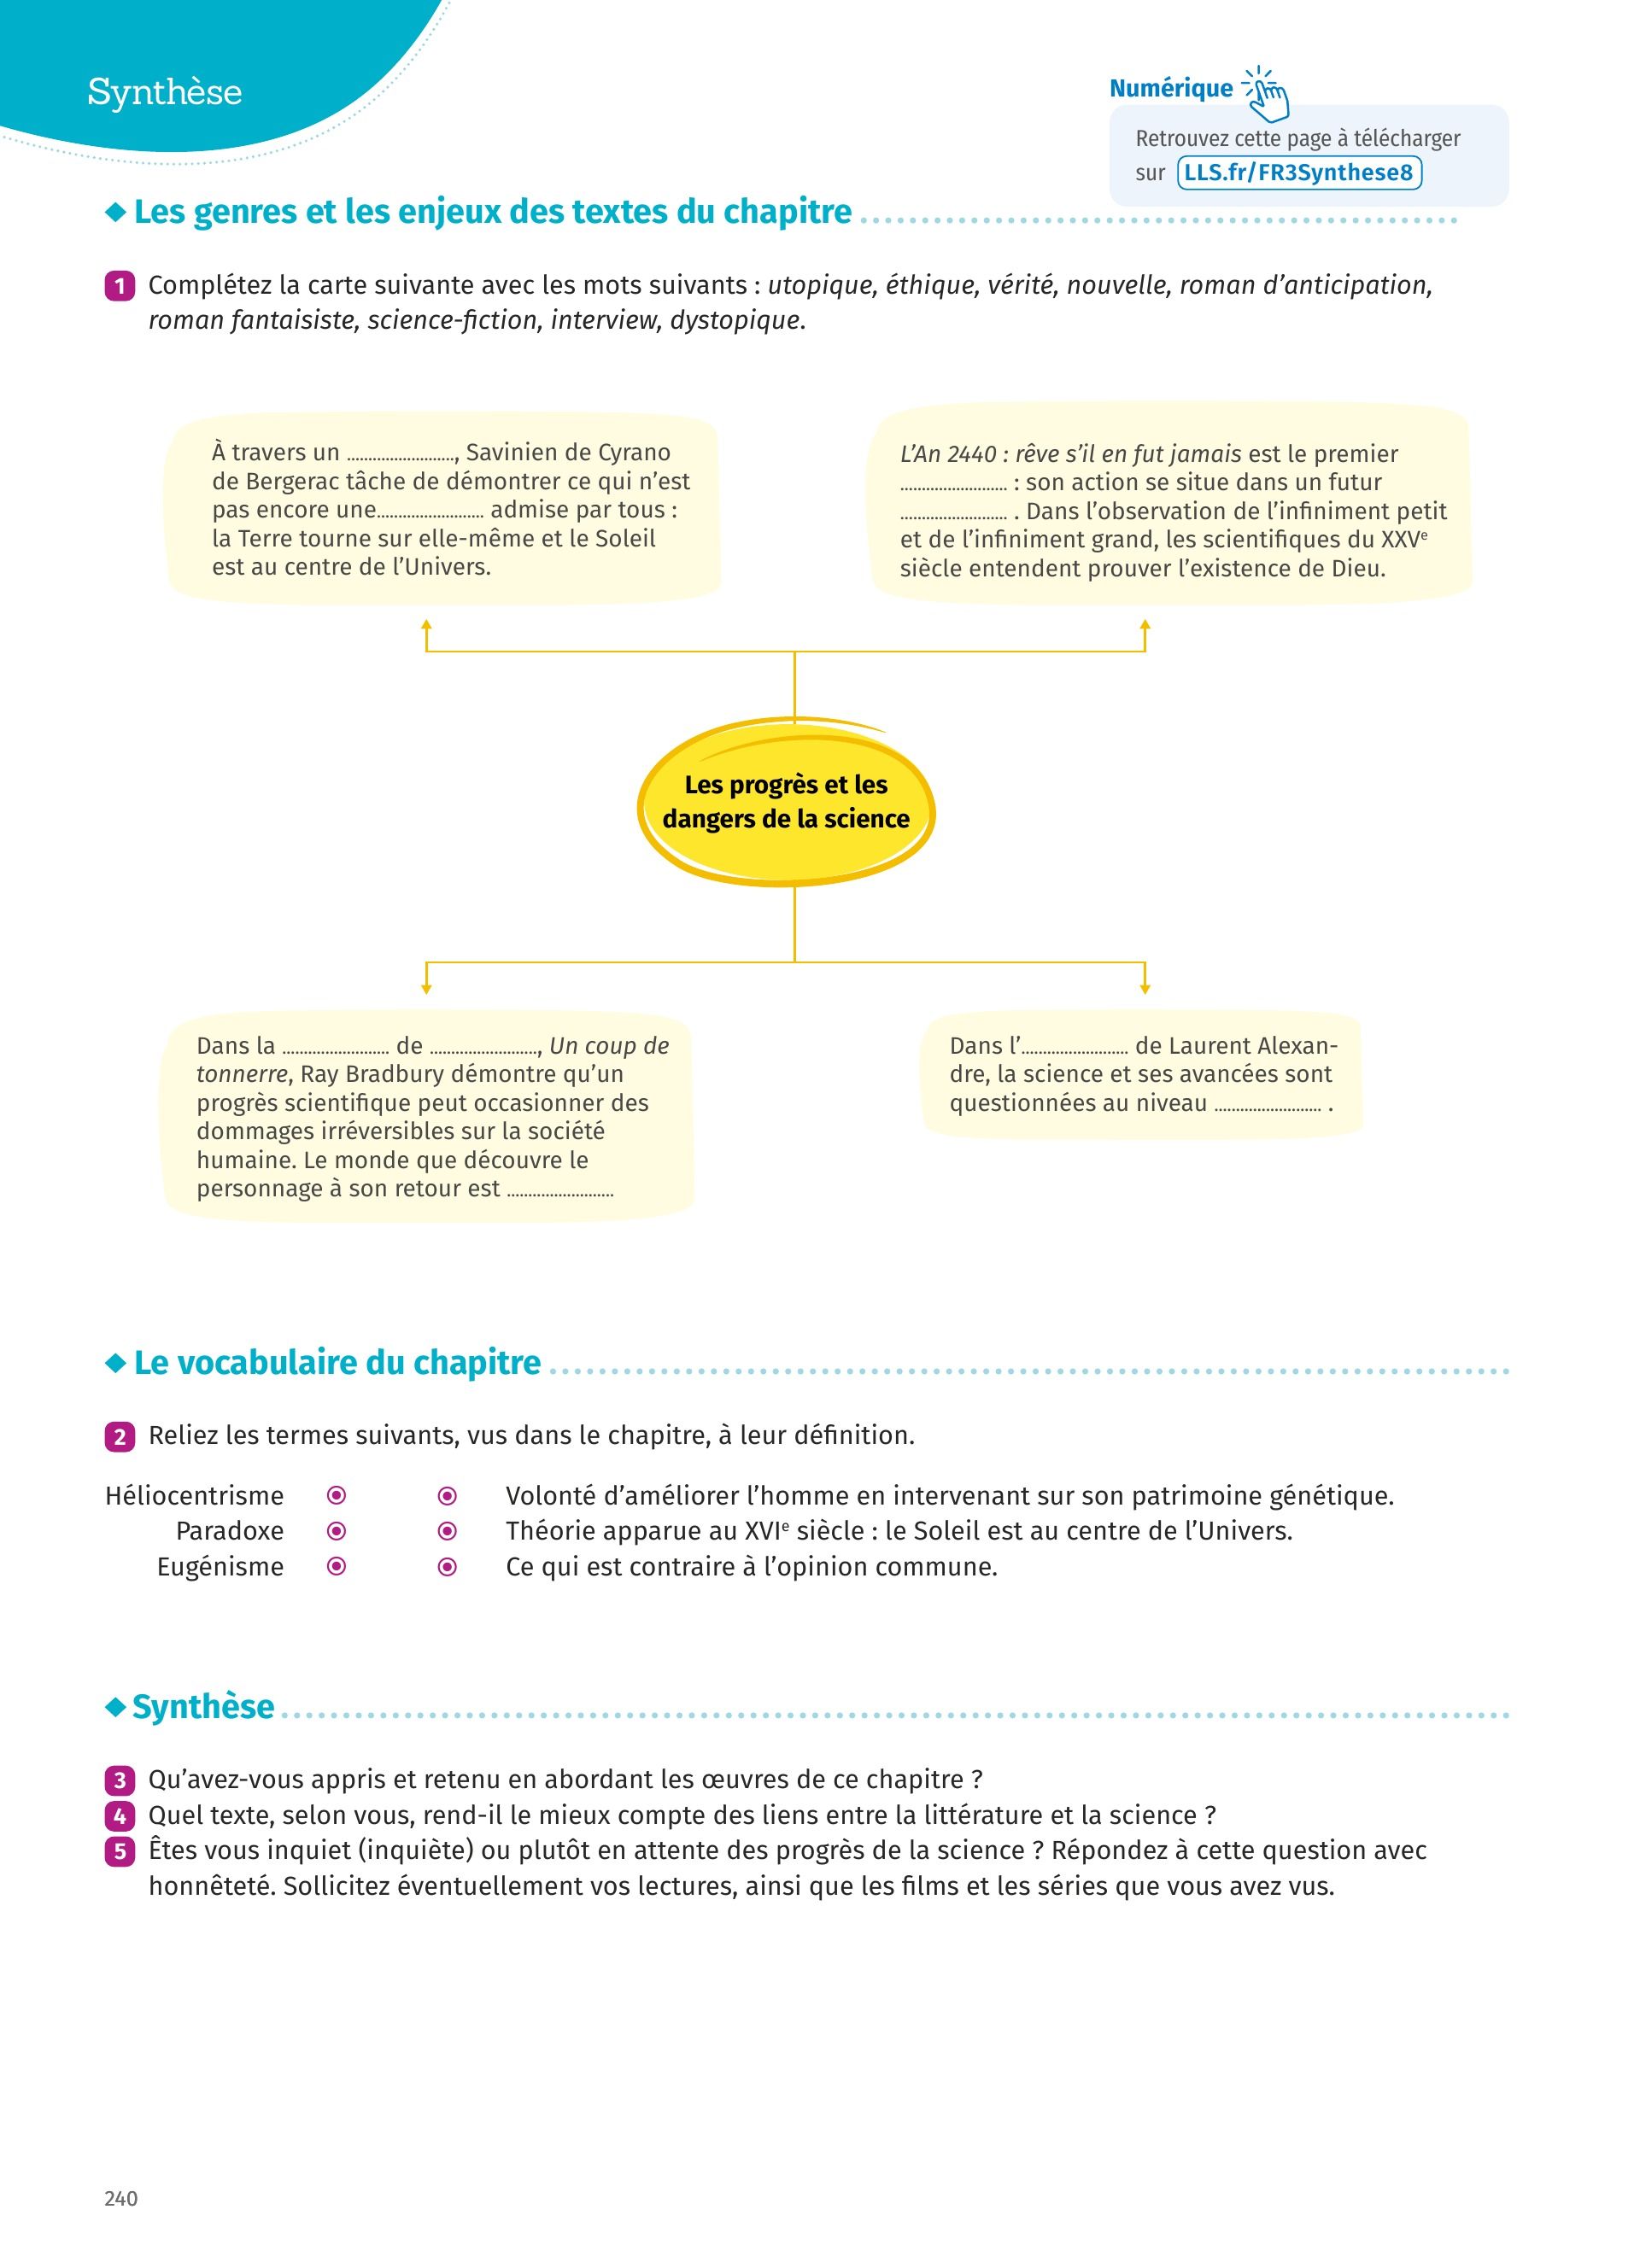 Synthèse
Numérique
Retrouvez cette page à télécharger
sur LLS.fr/FR3Synthese8
Les genres et les enjeux des textes du chapitre
1 Complétez la carte suivante avec les mots suivants : utopique, éthique, vérité, nouvelle, roman d’anticipation,
roman fantaisiste, science-fiction, interview, dystopique.
À travers un ........................., Savinien de Cyrano
de Bergerac tâche de démontrer ce qui n’est
pas encore une......................... admise par tous :
la Terre tourne sur elle-même et le Soleil
est au centre de l’Univers.
L’An 2440 : rêve s’il en fut jamais est le premier
......................... : son action se situe dans un futur
......................... . Dans l’observation de l’infiniment petit
et de l’infiniment grand, les scientifiques du XXVe
siècle entendent prouver l’existence de Dieu.
Les progrès et les
dangers de la science
Dans la ......................... de ........................., Un coup de
tonnerre, Ray Bradbury démontre qu’un
progrès scientifique peut occasionner des
dommages irréversibles sur la société
humaine. Le monde que découvre le
personnage à son retour est .........................
Dans l’......................... de Laurent Alexan-
dre, la science et ses avancées sont
questionnées au niveau ......................... .
Le vocabulaire du chapitre
2 Reliez les termes suivants, vus dans le chapitre, à leur définition.
Héliocentrisme Volonté d’améliorer l’homme en intervenant sur son patrimoine génétique.
Paradoxe Théorie apparue au XVIe siècle : le Soleil est au centre de l’Univers.
Eugénisme Ce qui est contraire à l’opinion commune.
Synthèse
3 Qu’avez-vous appris et retenu en abordant les œuvres de ce chapitre ?
4 Quel texte, selon vous, rend-il le mieux compte des liens entre la littérature et la science ?
5 Êtes vous inquiet (inquiète) ou plutôt en attente des progrès de la science ? Répondez à cette question avec
honnêteté. Sollicitez éventuellement vos lectures, ainsi que les films et les séries que vous avez vus.
240